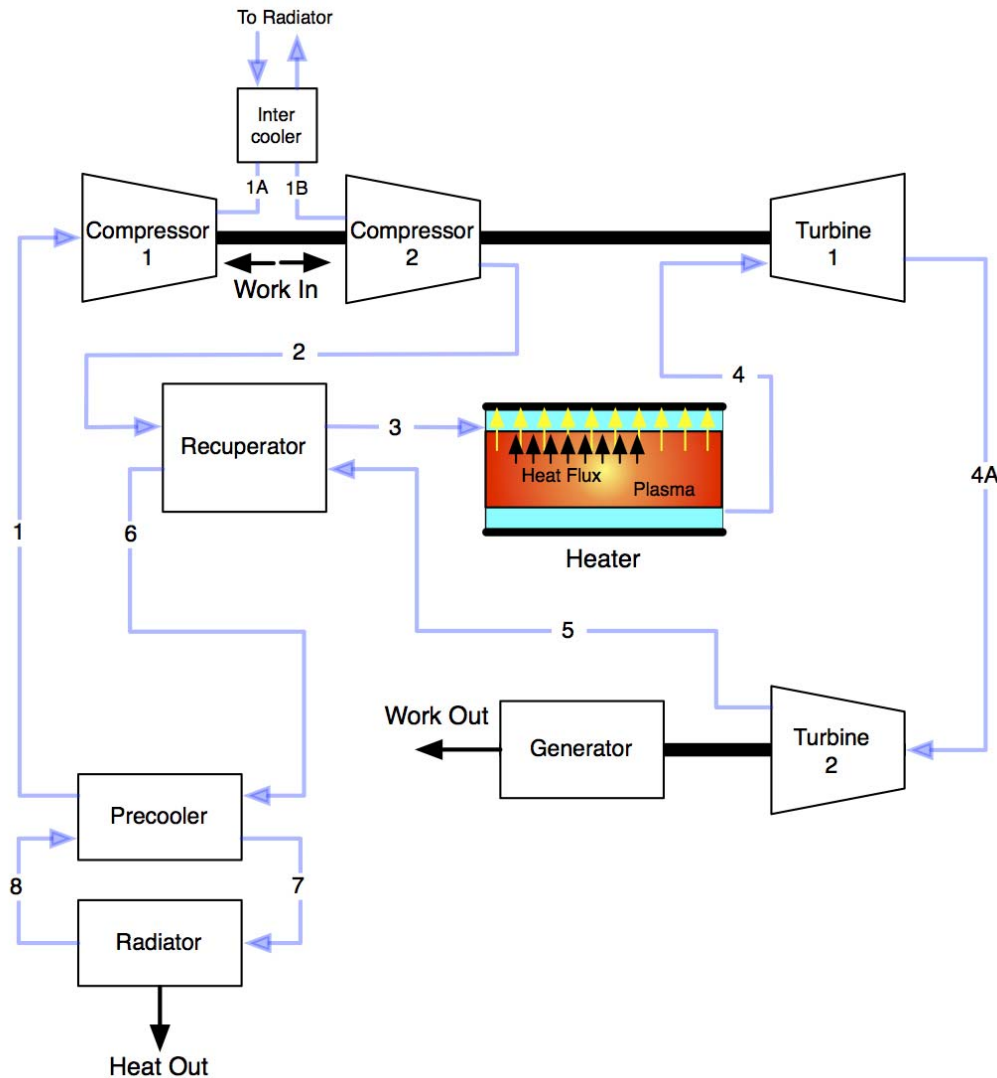 To Radiator
Inter
cooler
1A
1B
Compressor
1
Compressor
2
Turbine
1
Work In
2
4
Recuperator
3
Heat Flux
Plasma
4A
1
6
Heater
5
Work Out
Generator
Turbine
2
Precooler
8
7
Radiator
Heat Out